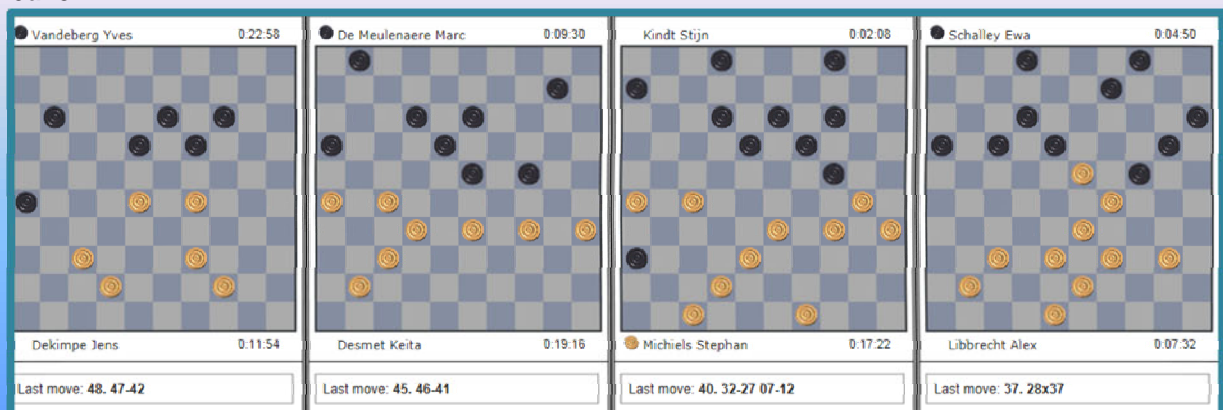 Vandeberg Yves 0:22:58
Dekimpe Jens 0:11:54
Last move: 48. 47-42
De Meulenaere Marc 0:09:30
Desmet Keita 0:19:16
Last move: 45. 46-41
Kindt Stijn 0:02:08
Michiels Stephan 0:17:22
Last move: 40. 32-27 07-12
Schalley Ewa 0:04:50
Libbrecht Alex 0:07:32
Last move: 37. 28x37